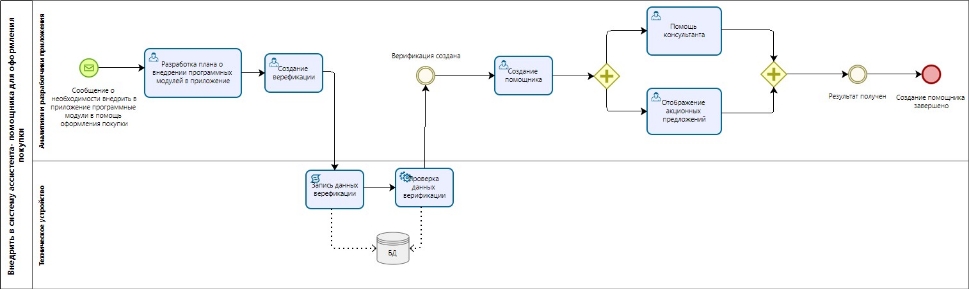 Внедрить в систему ассистента- помощника для оформления
покупки
Аналитики и разработчики приложения
Сообщение о
необходимости внедрить в
приложение программные
модули в помощь
оформления покупки
Разработка плана о
внедрении программных
модулей в приложение
Создание
верефикации
Верификация создана
Создание
помощника
Помощь
консультанта
Отображение
акционных
предложений
Результат получен
Создание помощника
завершено
Техническое устройство
Запись данных
верефикации
Проверка
данных
верификации
БД